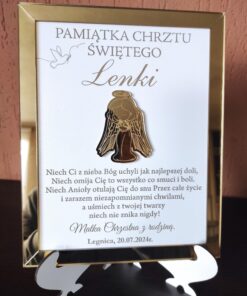 PAMIĄTKA CHRZTU
ŚWIĘTEGO
Lenki
Niech Ci z nieba Bóg uchyli jak najlepszej doli,
Niech omija Cię to wszystko co smuci i boli.
Niech Anioły otulają Cię do snu Przez całe życie
i zarazem niezapomnianymi chwilami,
a uśmiech z twojej twarzy
niech nie znika nigdy!
Matka Chrzestna z rodziną.
Legnica, 20.07.2024r.